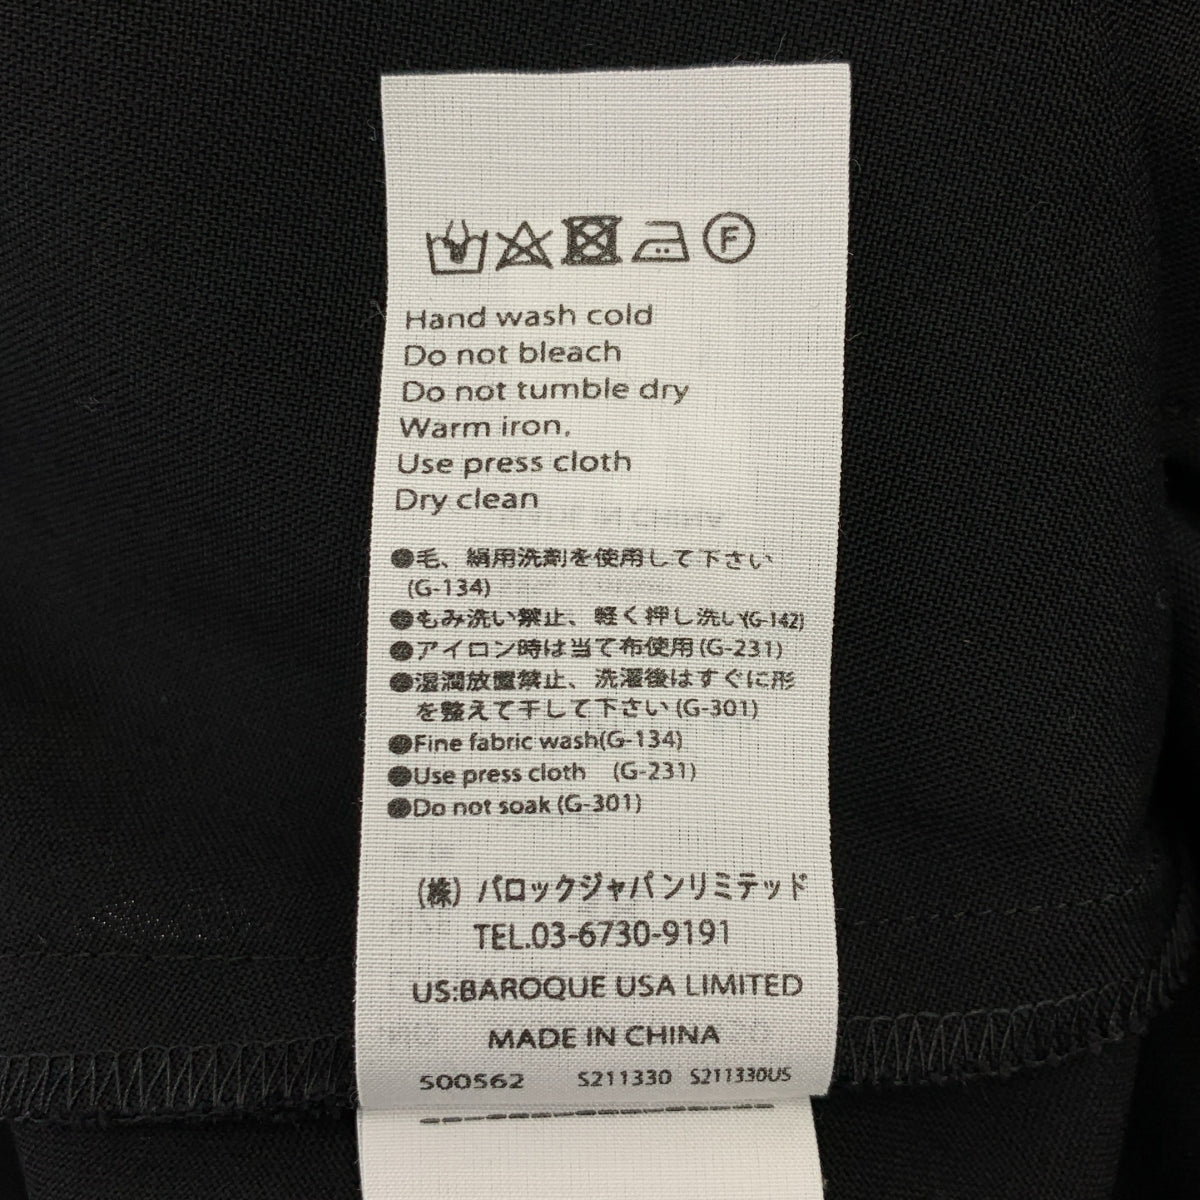 F
Hand wash cold
Do not bleach
Do not tumble dry
Warm iron,
Use press cloth
Dry clean
●毛、絹用洗剤を使用して下さい
(G-134)
●もみ洗い禁止、軽く押し洗い(G-142)
●アイロン時は当て布使用(G-231)
●湿潤放置禁止、洗濯後はすぐに形
を整えて干して下さい(G-301)
●Fine fabric wash(G-134)
●Use press cloth (G-231)
●Do not soak (G-301)
(株) バロックジャパンリミテッド
TEL.03-6730-9191
US:BAROQUE USA LIMITED
MADE IN CHINA
500562 S211330 S211330US